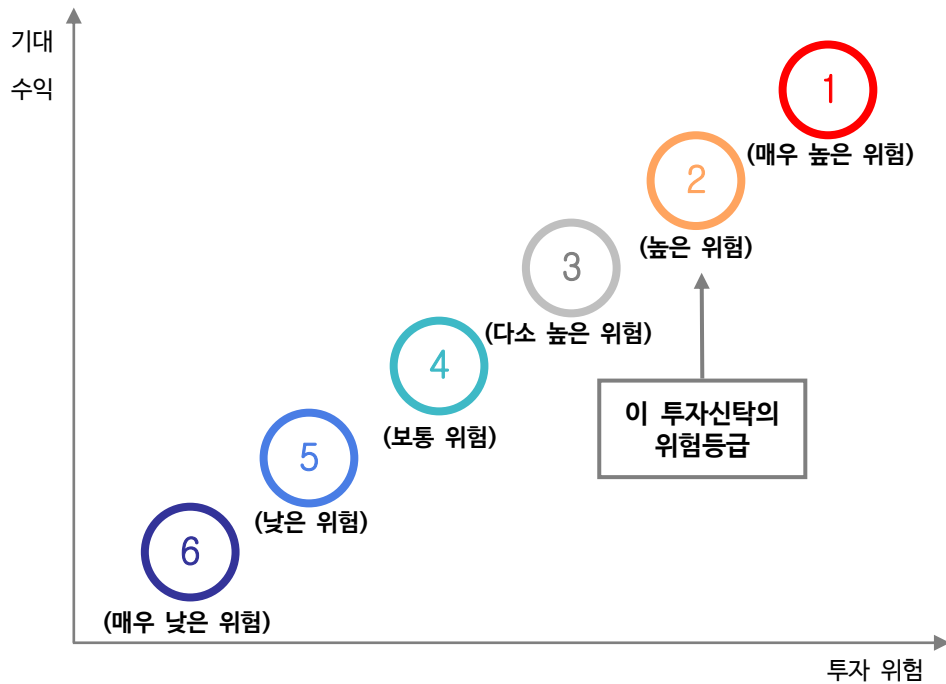 기대
수익
1
(매우 높은 위험)
2
(높은 위험)
3
(다소 높은 위험)
4
(보통 위험)
이 투자신탁의
위험등급
5
(낮은 위험)
6
(매우 낮은 위험)
투자 위험